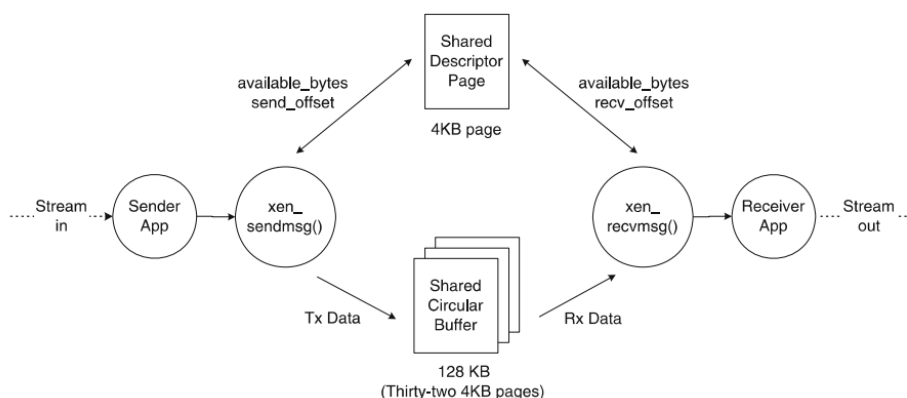 Shared
Descriptor
Page
4KB page
available_bytes
send_offset
available_bytes
recv_offset
Stream
in
Sender
App
xen_
sendmsg()
xen_
recvmsg()
Receiver
App
Stream
out
Tx Data
Shared
Circular
Buffer
Rx Data
128 KB
(Thirty-two 4KB pages)